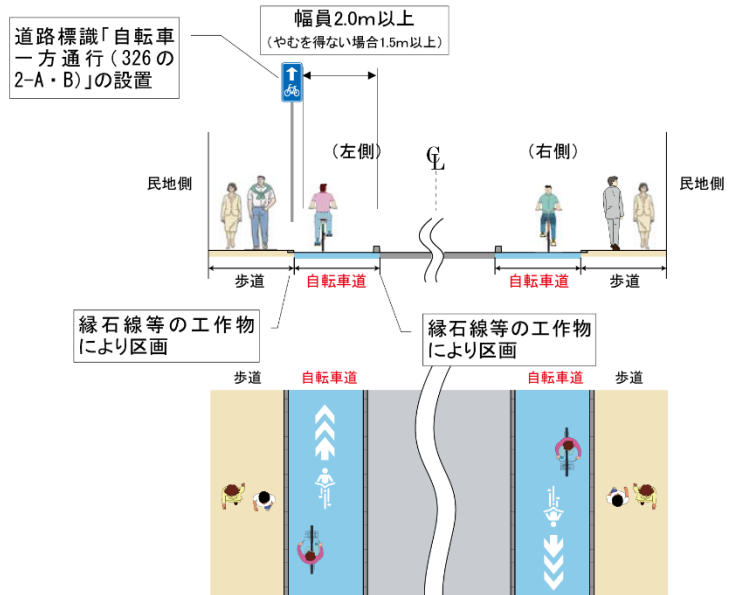 幅員2.0m以上
(やむを得ない場合1.5m以上)
道路標識「自転車
一方通行(326の
2-A・B)」の設置
(左側)
℄
(右側)
民地側
民地側
歩道
自転車道
自転車道
歩道
縁石線等の工作物
により区画
縁石線等の工作物
により区画
歩道
自転車道
自転車道
歩道